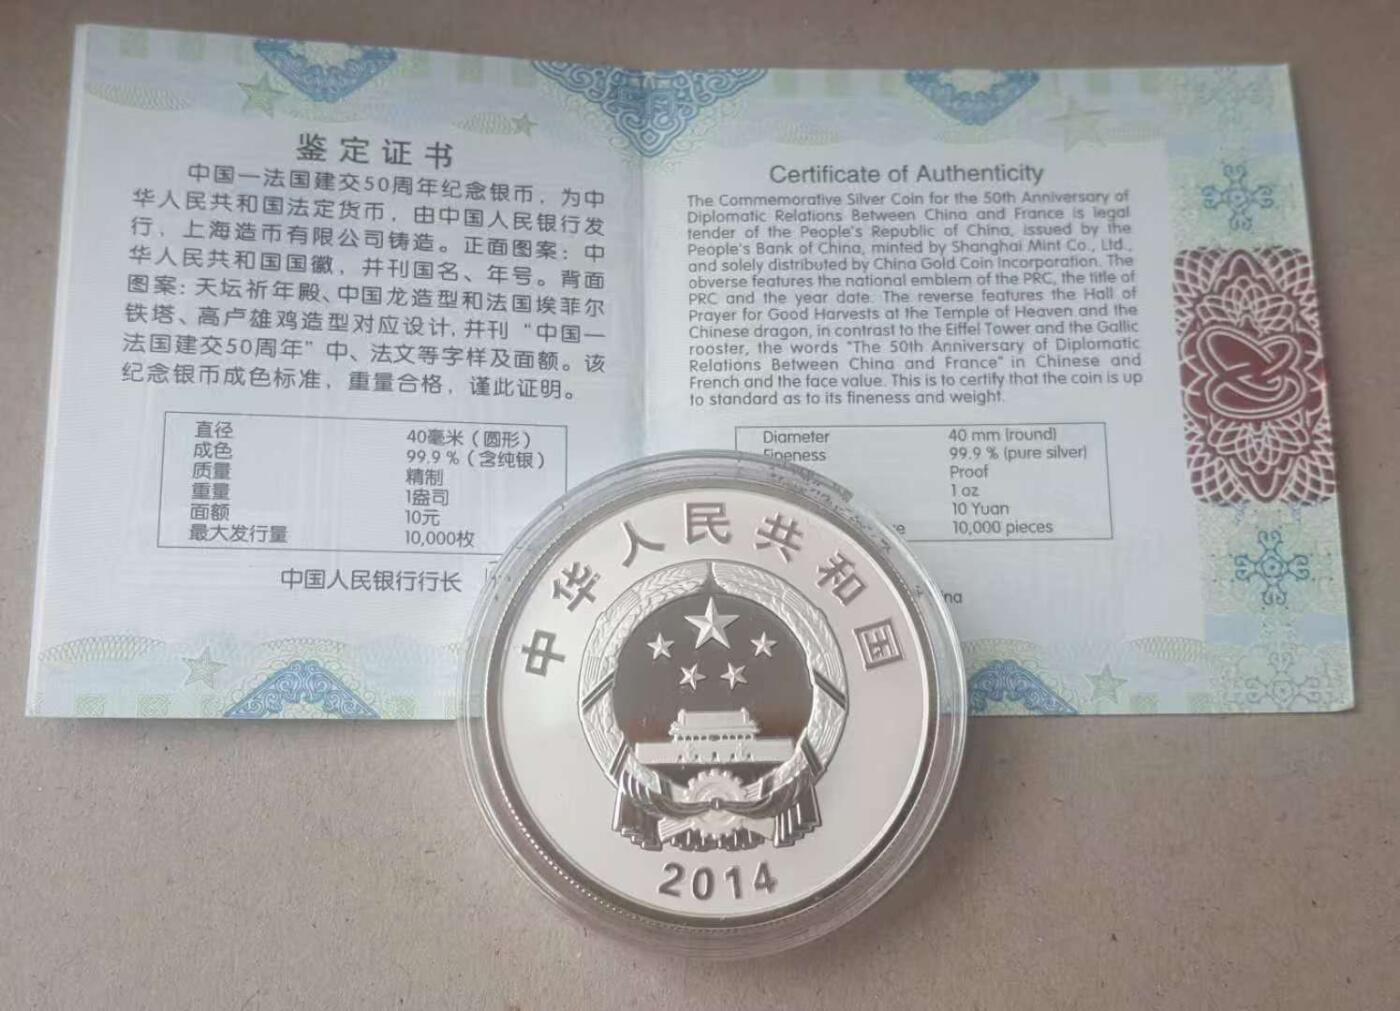 鉴定证书
中国一法国建交50周年纪念银币，为中
华人民共和国法定货币，由中国人民银行发
行，上海造币有限公司铸造。正面图案：中
华人民共和国国徽，并刊国名、年号。背面
图案：天坛祈年殿、中国龙造型和法国埃菲尔
铁塔、高卢雄鸡造型对应设计，并刊“中国一
法国建交50周年”中、法文等字样及面额。该
纪念银币成色标准，重量合格，谨此证明。
直径 40毫米（圆形）
成色 99.9％（含纯银）
质量 精制
重量 1盎司
面额 10元
最大发行量 10,000枚
中国人民银行行长
Certificate of Authenticity
The Commemorative Silver Coin for the 50th Anniversary of
Diplomatic Relations Between China and France is legal
tender of the People's Republic of China, issued by the
People's Bank of China, minted by Shanghai Mint Co., Ltd.,
and solely distributed by China Gold Coin Incorporation. The
obverse features the national emblem of the PRC, the title of
PRC and the year date. The reverse features the Hall of
Prayer for Good Harvests at the Temple of Heaven and the
Chinese dragon, in contrast to the Eiffel Tower and the Gallic
rooster, the words "The 50th Anniversary of Diplomatic
Relations Between China and France" in Chinese and
French and the face value. This is to certify that the coin is up
to standard as to its fineness and weight.
Diameter 40 mm (round)
Fineness 99.9 % (pure silver)
Proof
1 oz
10 Yuan
10,000 pieces
中华人民共和国
2014